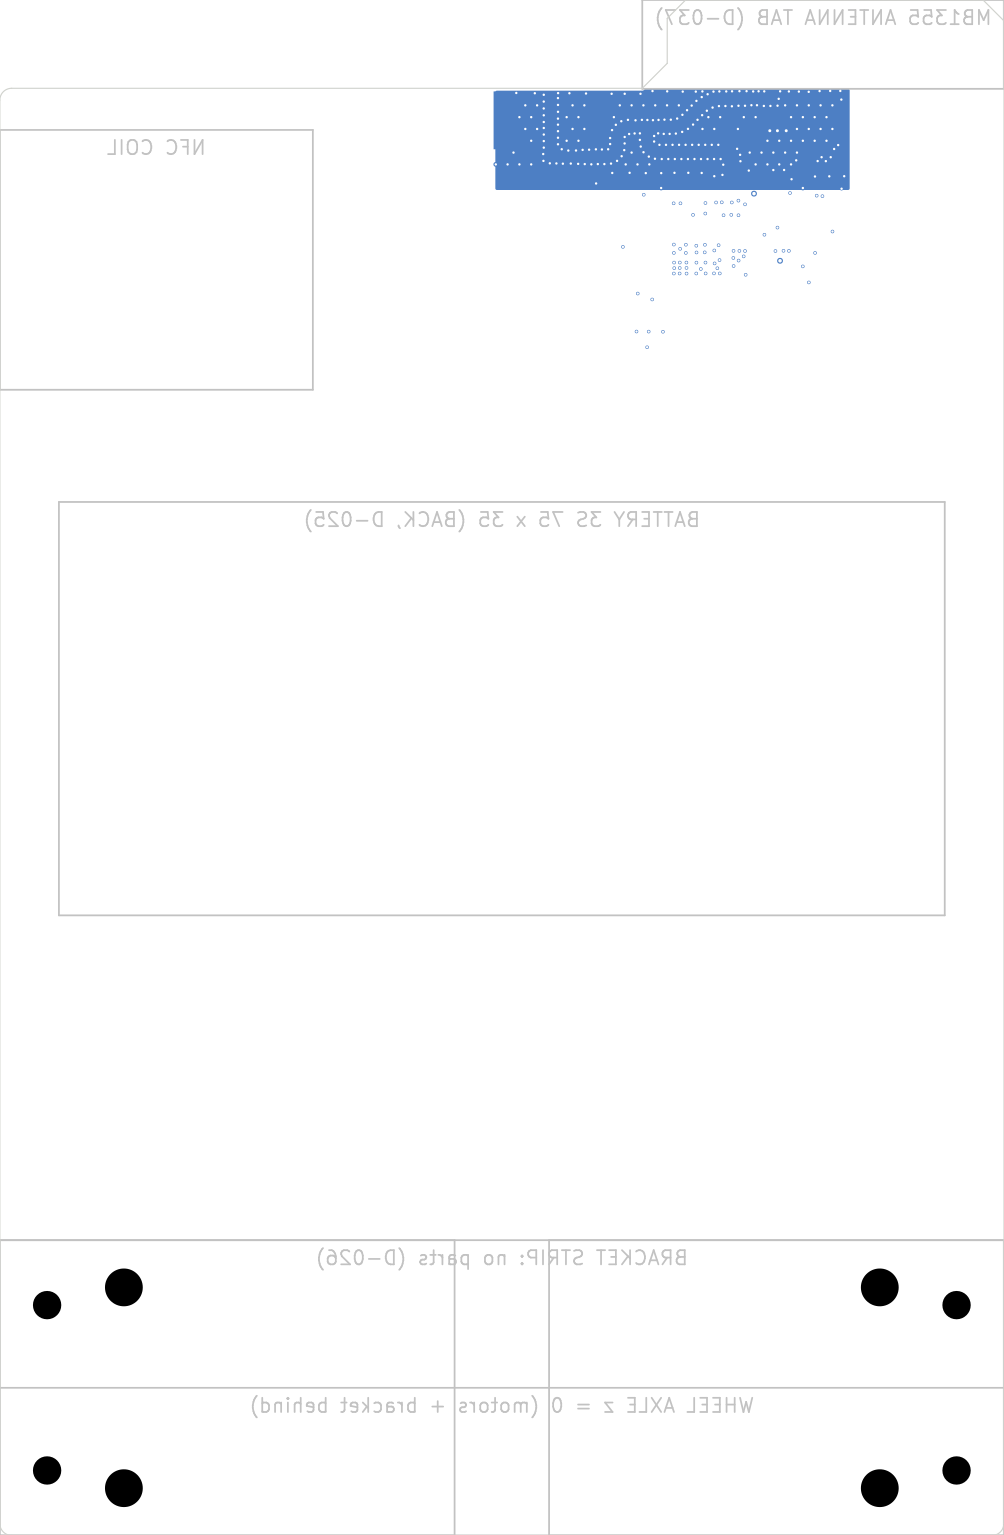 MB1355 ANTENNA TAB (D-037)
NFC COIL
BATTERY 3S 75 x 35 (BACK, D-025)
BRACKET STRIP: no parts (D-026)
WHEEL AXLE z = 0 (motors + bracket behind)